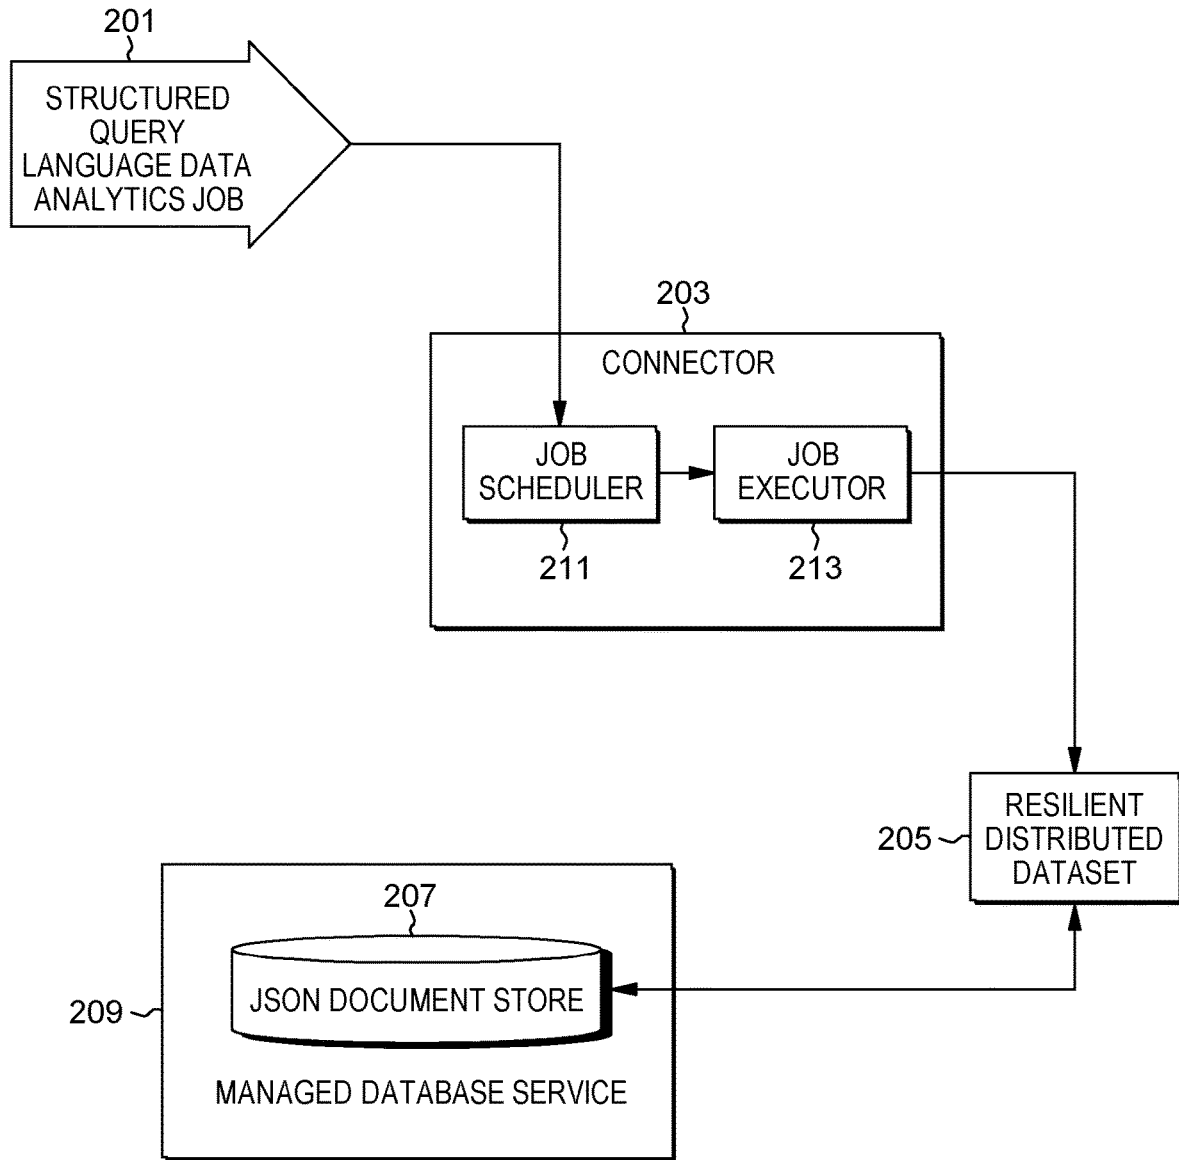 201
STRUCTURED
QUERY
LANGUAGE DATA
ANALYTICS JOB
203
CONNECTOR
JOB
SCHEDULER
JOB
EXECUTOR
211
213
RESILIENT
DISTRIBUTED
DATASET
205
207
JSON DOCUMENT STORE
209
MANAGED DATABASE SERVICE